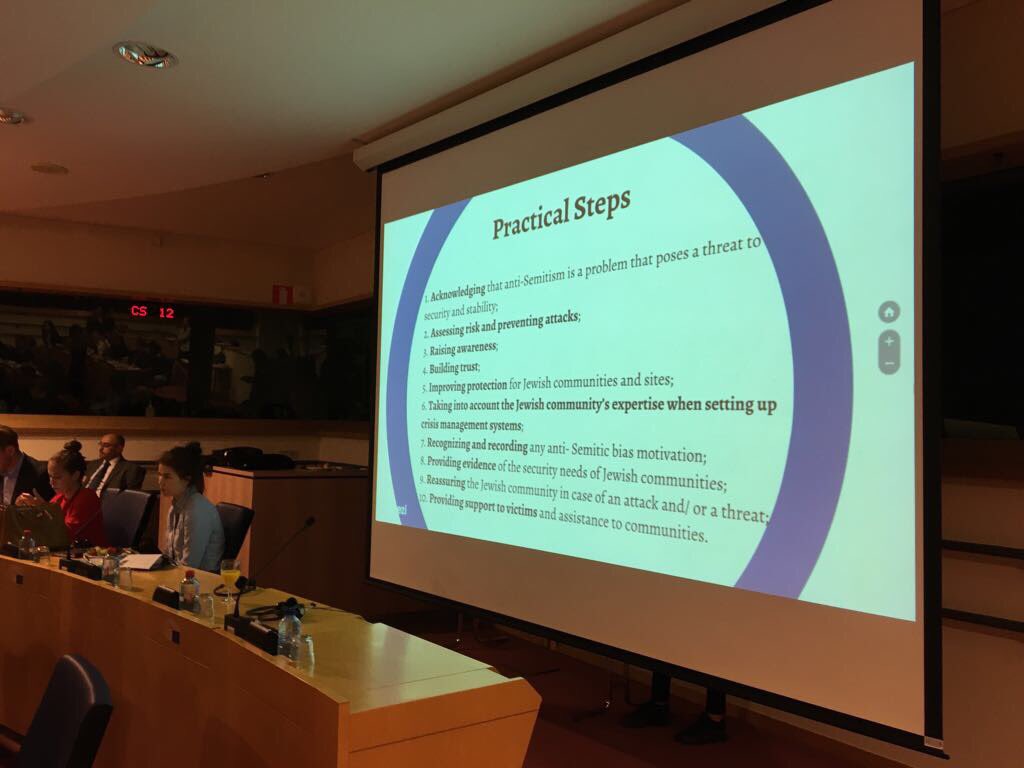 CS 12
Practical Steps
1. Acknowledging that anti-Semitism is a problem that poses a threat to
security and stability;
2. Assessing risk and preventing attacks;
3. Raising awareness;
4. Building trust;
5. Improving protection for Jewish communities and sites;
6. Taking into account the Jewish community's expertise when setting up
crisis management systems;
7. Recognizing and recording any anti- Semitic bias motivation;
8. Providing evidence of the security needs of Jewish communities;
9. Reassuring the Jewish community in case of an attack and/ or a threat;
10. Providing support to victims and assistance to communities.